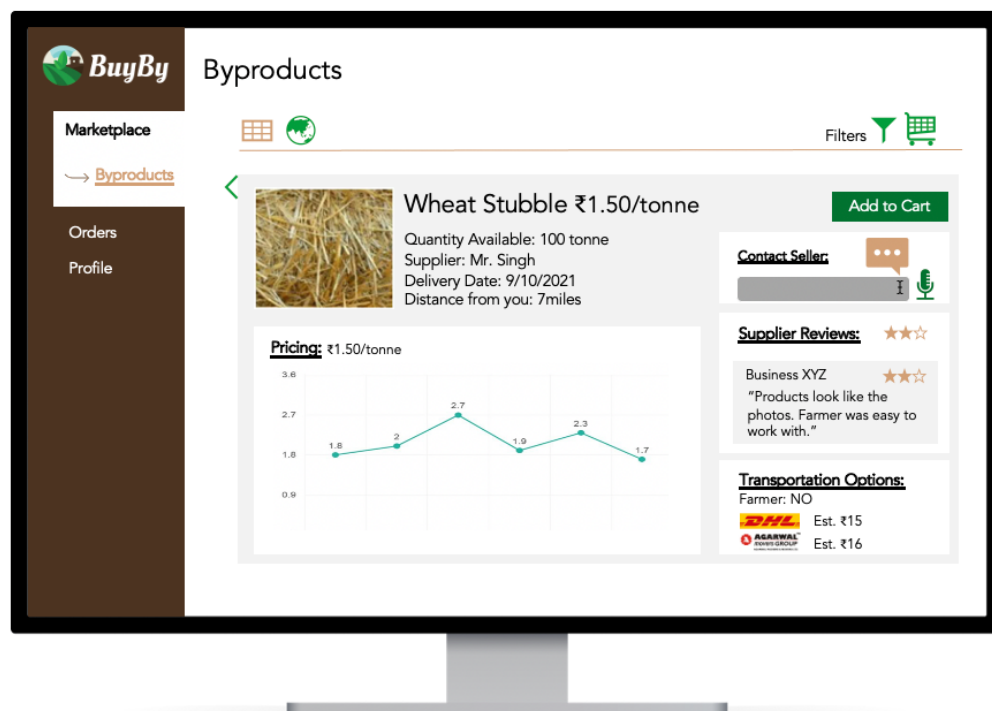 BuyBy
Byproducts
Marketplace
Byproducts
Orders
Profile
Filters
Wheat Stubble ₹1.50/tonne
Quantity Available: 100 tonne
Supplier: Mr. Singh
Delivery Date: 9/10/2021
Distance from you: 7miles
Add to Cart
Contact Seller:
Pricing: ₹1.50/tonne
3.6
2.7
1.8
0.9
1.8
2
2.7
1.9
2.3
1.7
Supplier Reviews:
Business XYZ
“Products look like the
photos. Farmer was easy to
work with.”
Transportation Options:
Farmer: NO
DHL Est. ₹15
AGARWAL
movers GROUP Est. ₹16